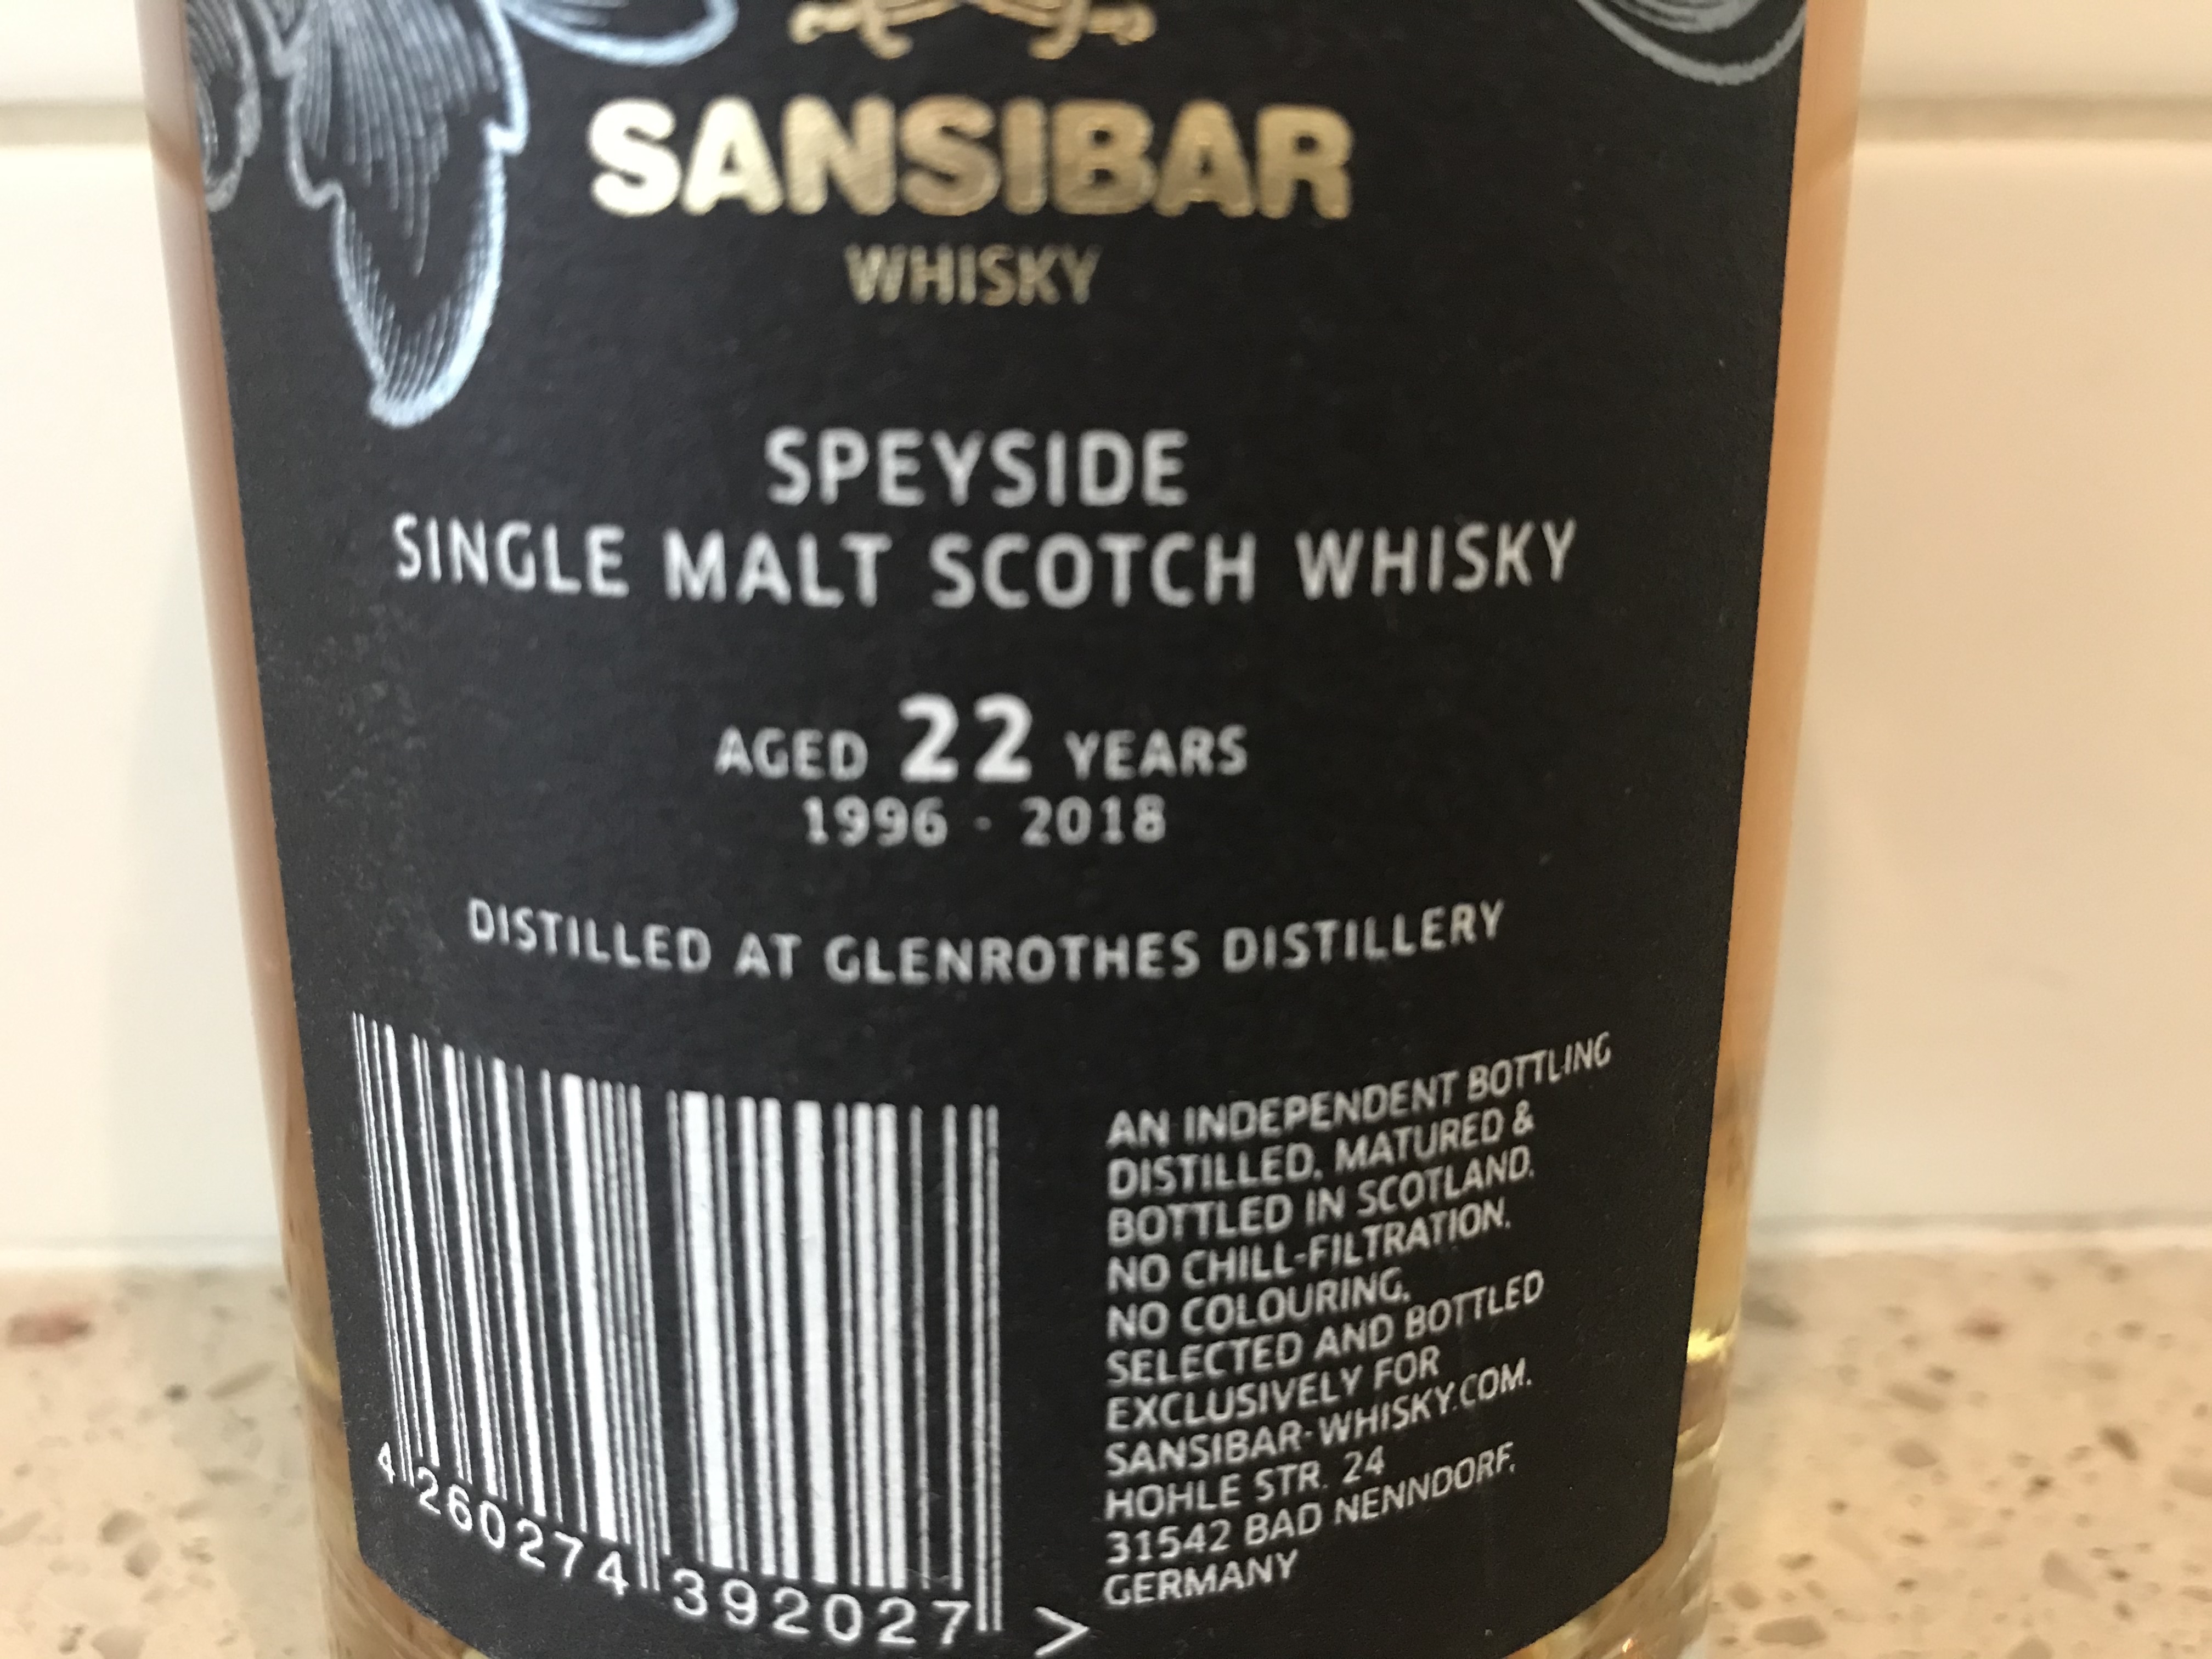 SANSIBAR
WHISKY
SPEYSIDE
SINGLE MALT SCOTCH WHISKY
AGED 22 YEARS
1996 - 2018
DISTILLED AT GLENROTHES DISTILLERY
AN INDEPENDENT BOTTLING
DISTILLED, MATURED &
BOTTLED IN SCOTLAND.
NO CHILL-FILTRATION.
NO COLOURING.
SELECTED AND BOTTLED
EXCLUSIVELY FOR
SANSIBAR-WHISKY.COM.
HOHLE STR. 24
31542 BAD NENNDORF,
GERMANY
4 260274 392027 >